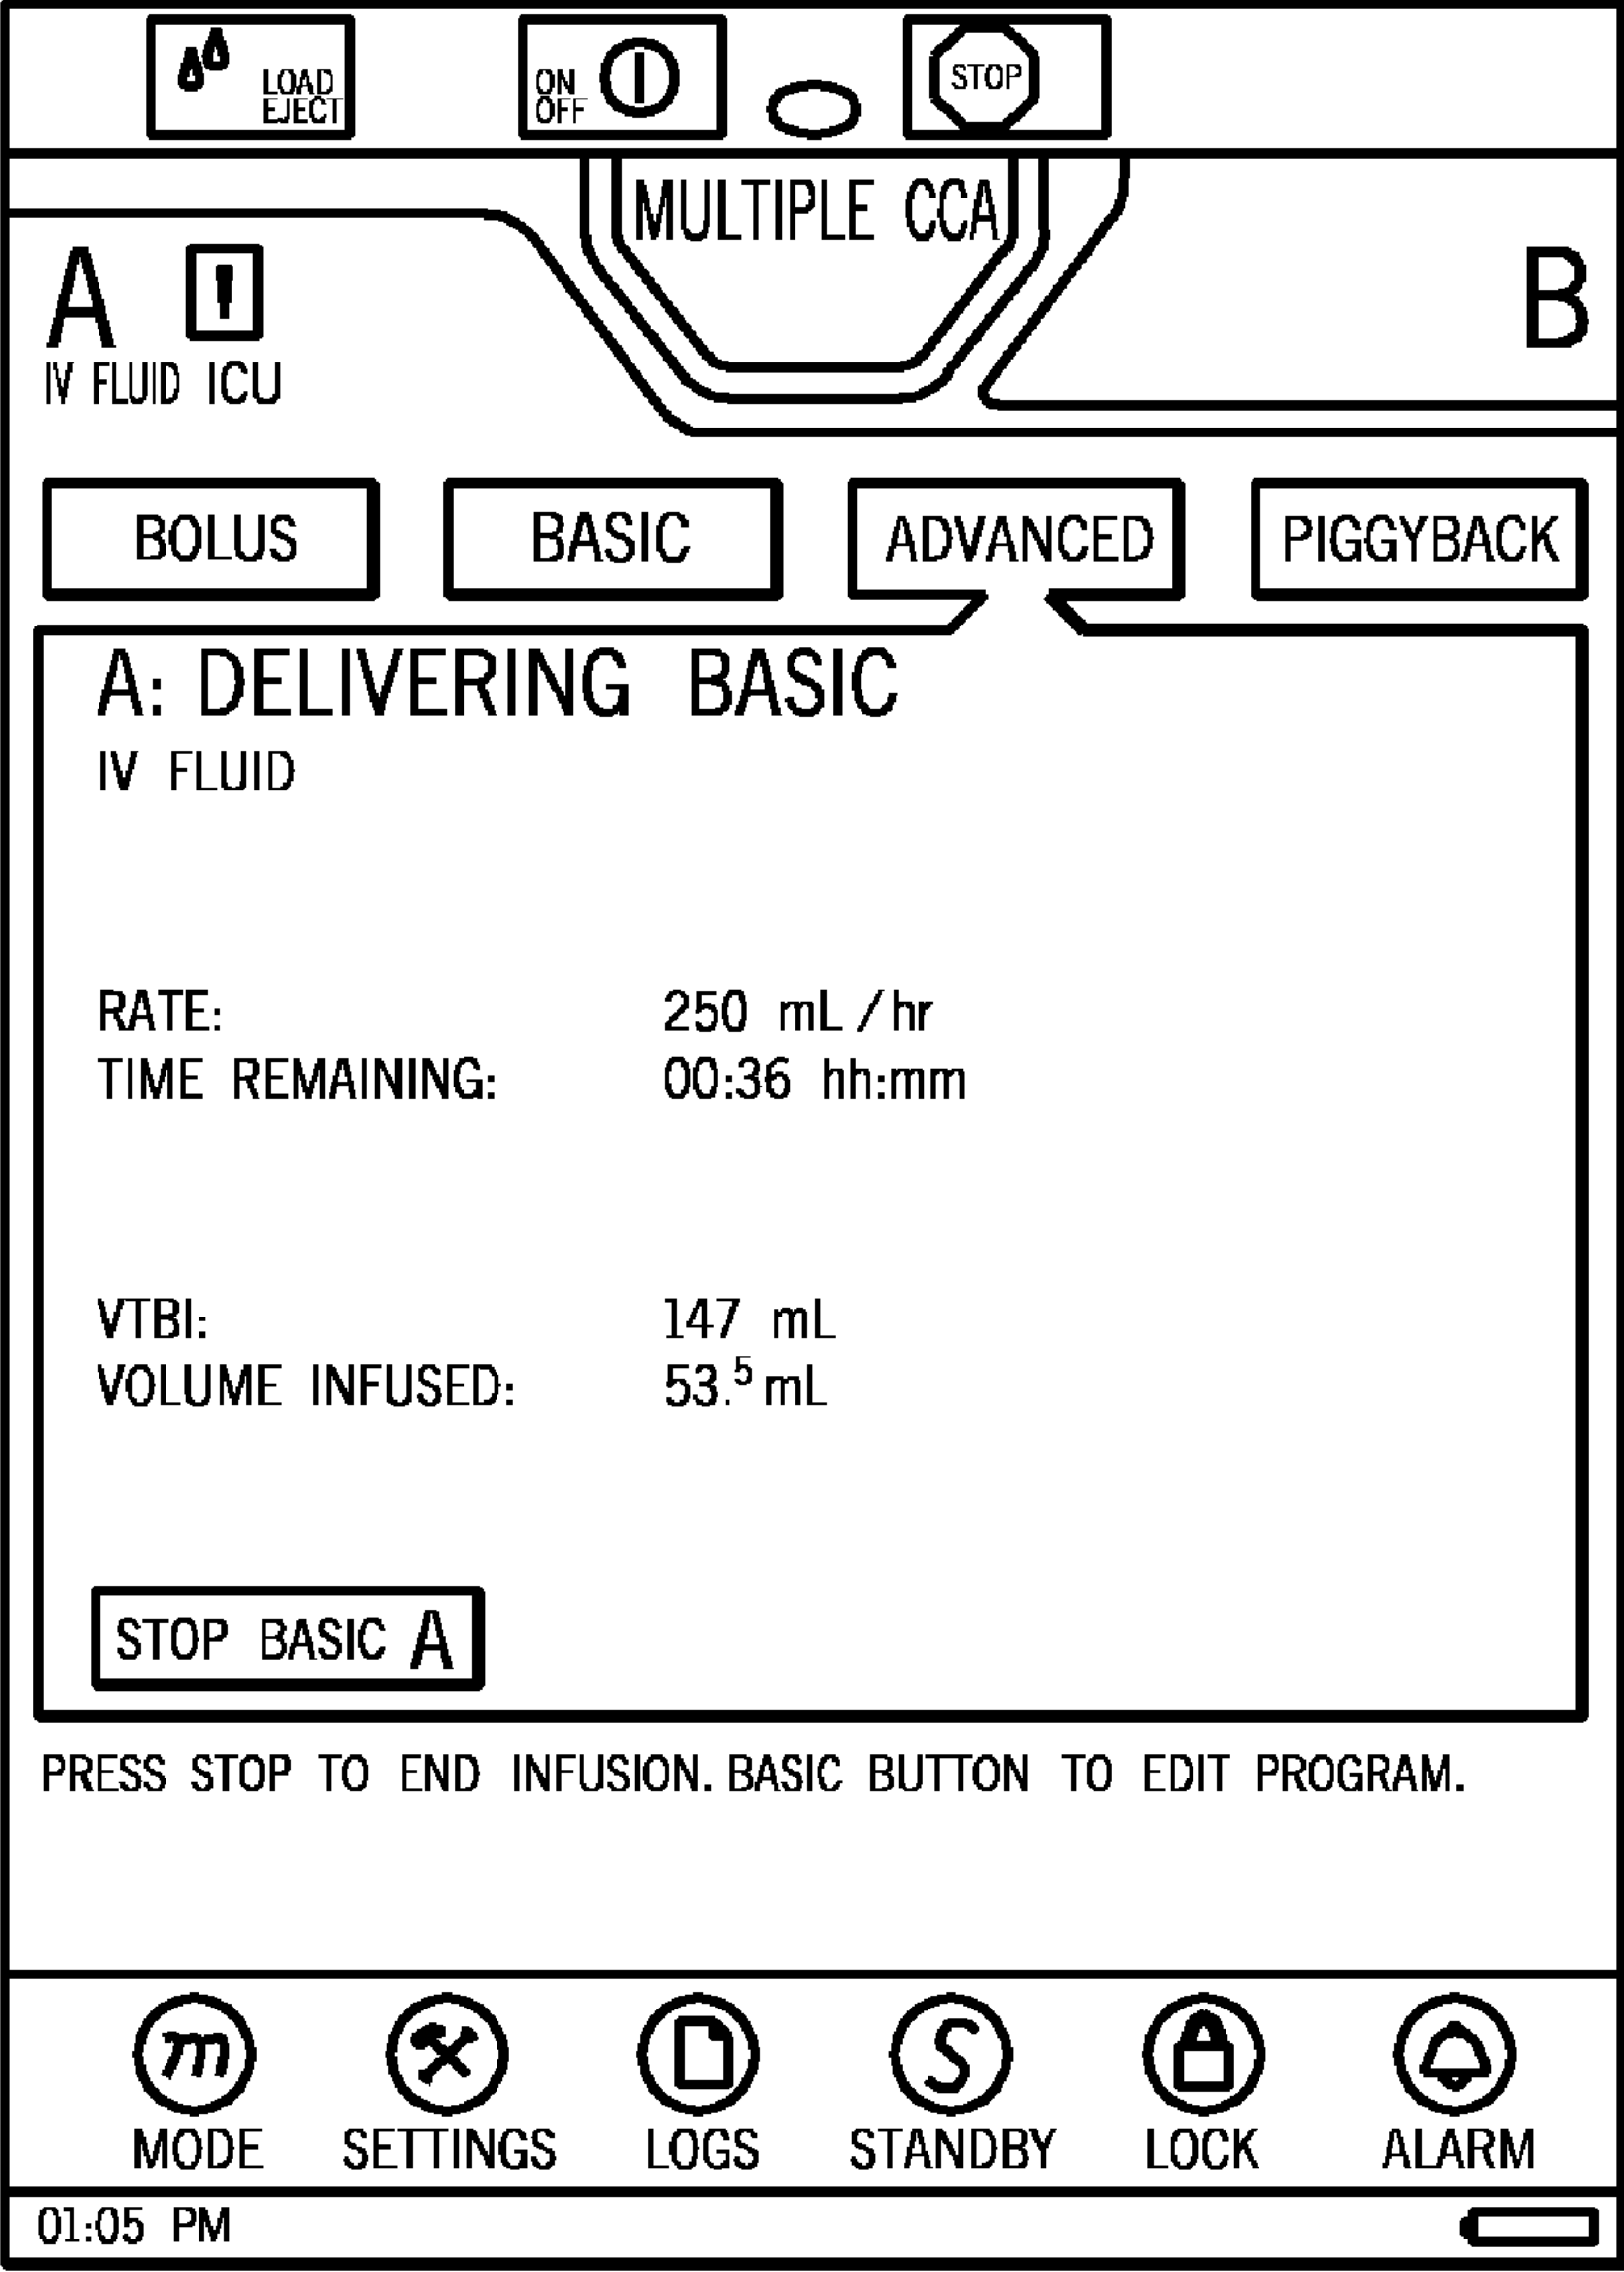 LOAD
EJECT
ON
OFF
STOP
MULTIPLE CCA
A !
B
IV FLUID ICU
BOLUS BASIC ADVANCED PIGGYBACK
A: DELIVERING BASIC
IV FLUID
RATE: 250 mL/hr
TIME REMAINING: 00:36 hh:mm
VTBI: 147 mL
VOLUME INFUSED: 53.5 mL
STOP BASIC A
PRESS STOP TO END INFUSION. BASIC BUTTON TO EDIT PROGRAM.
m S
MODE SETTINGS LOGS STANDBY LOCK ALARM
01:05 PM